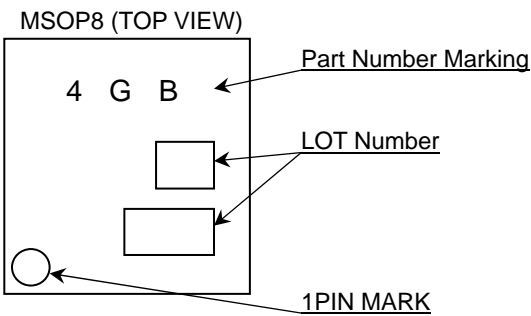 MSOP8 (TOP VIEW)
Part Number Marking
4 G B
LOT Number
1PIN MARK